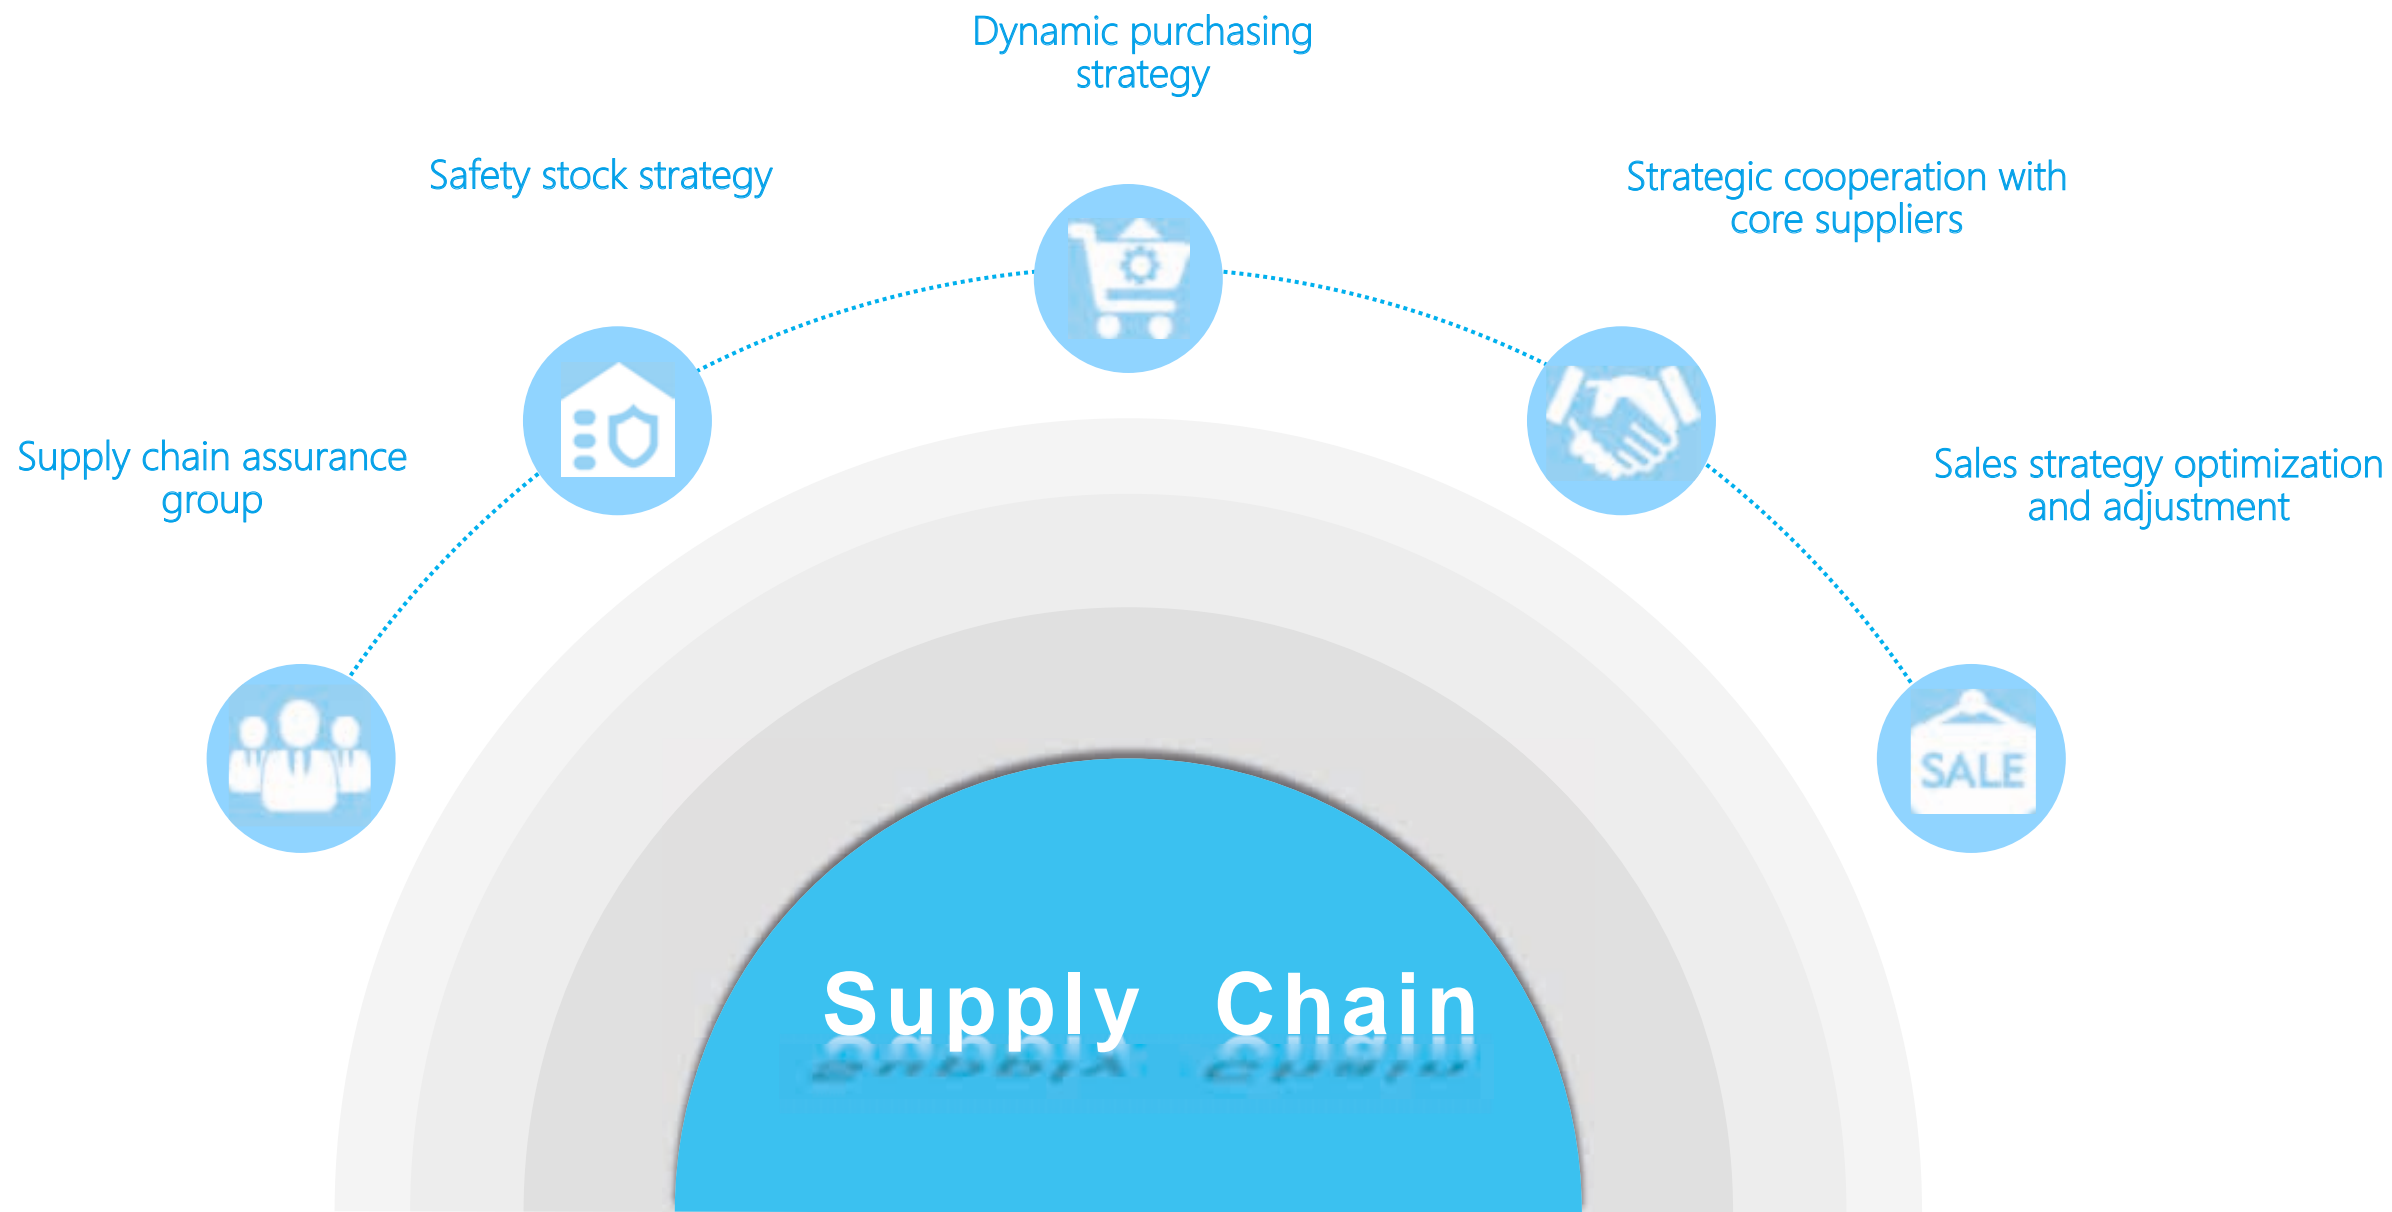 Dynamic purchasing
strategy
Safety stock strategy
Strategic cooperation with
core suppliers
Supply chain assurance
group
Sales strategy optimization
and adjustment
SALE
Supply Chain